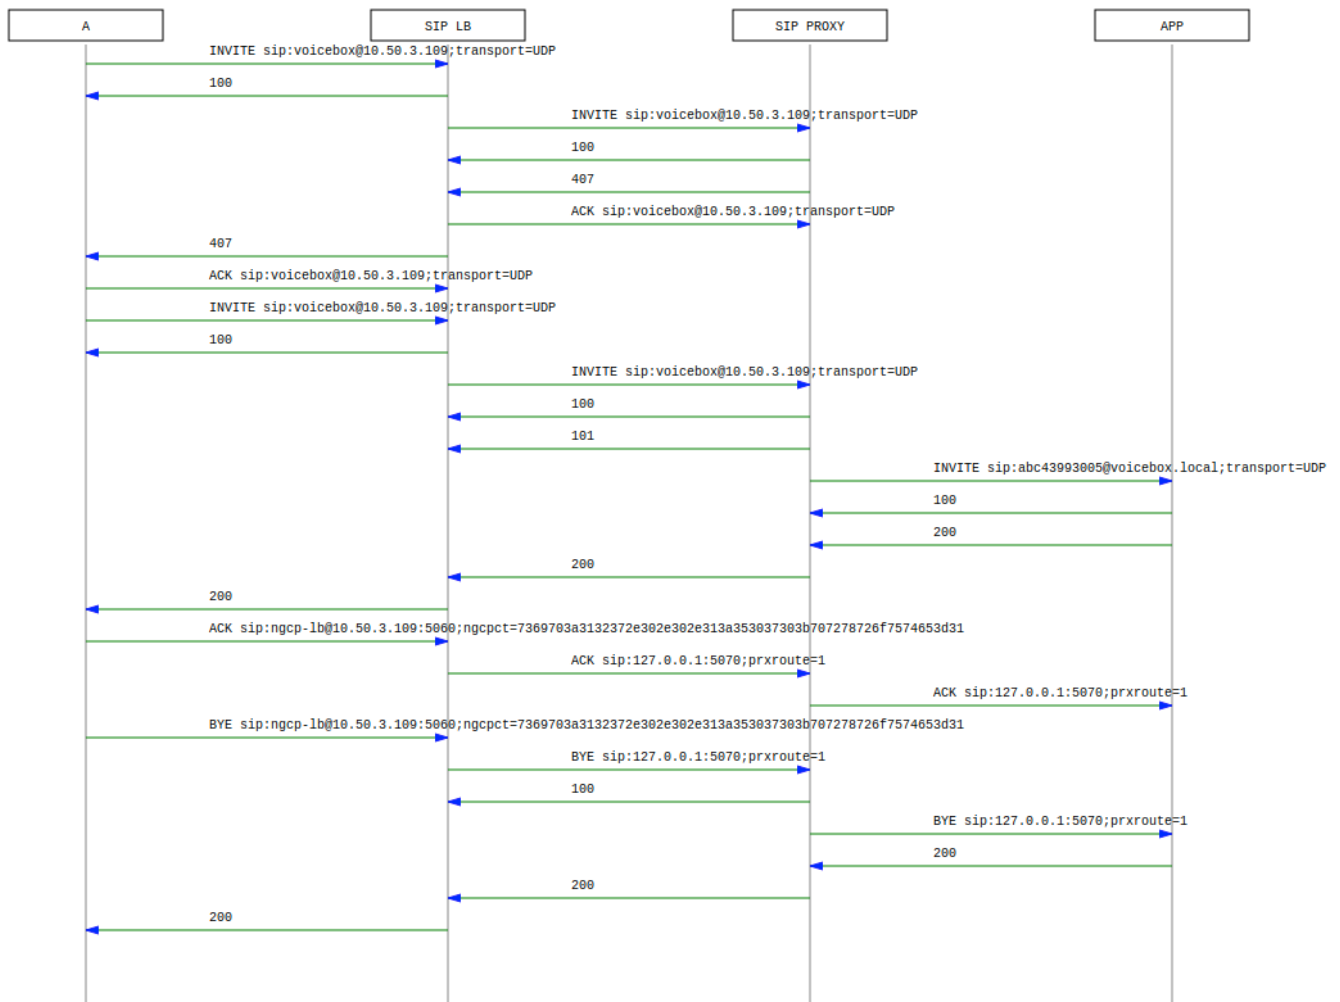 A SIP LB SIP PROXY APP
INVITE sip:voicebox@10.50.3.109;transport=UDP
100
INVITE sip:voicebox@10.50.3.109;transport=UDP
100
407
ACK sip:voicebox@10.50.3.109;transport=UDP
407
ACK sip:voicebox@10.50.3.109;transport=UDP
INVITE sip:voicebox@10.50.3.109;transport=UDP
100
INVITE sip:voicebox@10.50.3.109;transport=UDP
100
101
INVITE sip:abc43993005@voicebox.local;transport=UDP
100
200
200
200
ACK sip:ngcp-lb@10.50.3.109:5060;ngcpct=7369703a3132372e302e302e313a353037303b707278726f7574653d31
ACK sip:127.0.0.1:5070;prxroute=1
ACK sip:127.0.0.1:5070;prxroute=1
BYE sip:ngcp-lb@10.50.3.109:5060;ngcpct=7369703a3132372e302e302e313a353037303b707278726f7574653d31
BYE sip:127.0.0.1:5070;prxroute=1
100
BYE sip:127.0.0.1:5070;prxroute=1
200
200
200